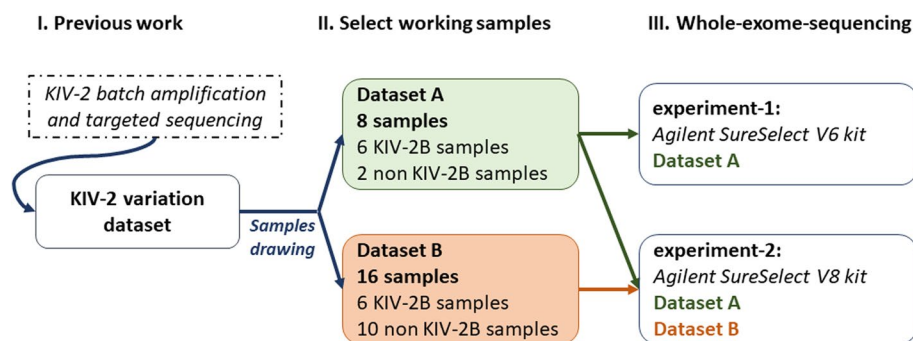 I. Previous work
II. Select working samples
III. Whole-exome-sequencing
KIV-2 batch amplification
and targeted sequencing
KIV-2 variation
dataset
Samples
drawing
Dataset A
8 samples
6 KIV-2B samples
2 non KIV-2B samples
Dataset B
16 samples
6 KIV-2B samples
10 non KIV-2B samples
experiment-1:
Agilent SureSelect V6 kit
Dataset A
experiment-2:
Agilent SureSelect V8 kit
Dataset A
Dataset B